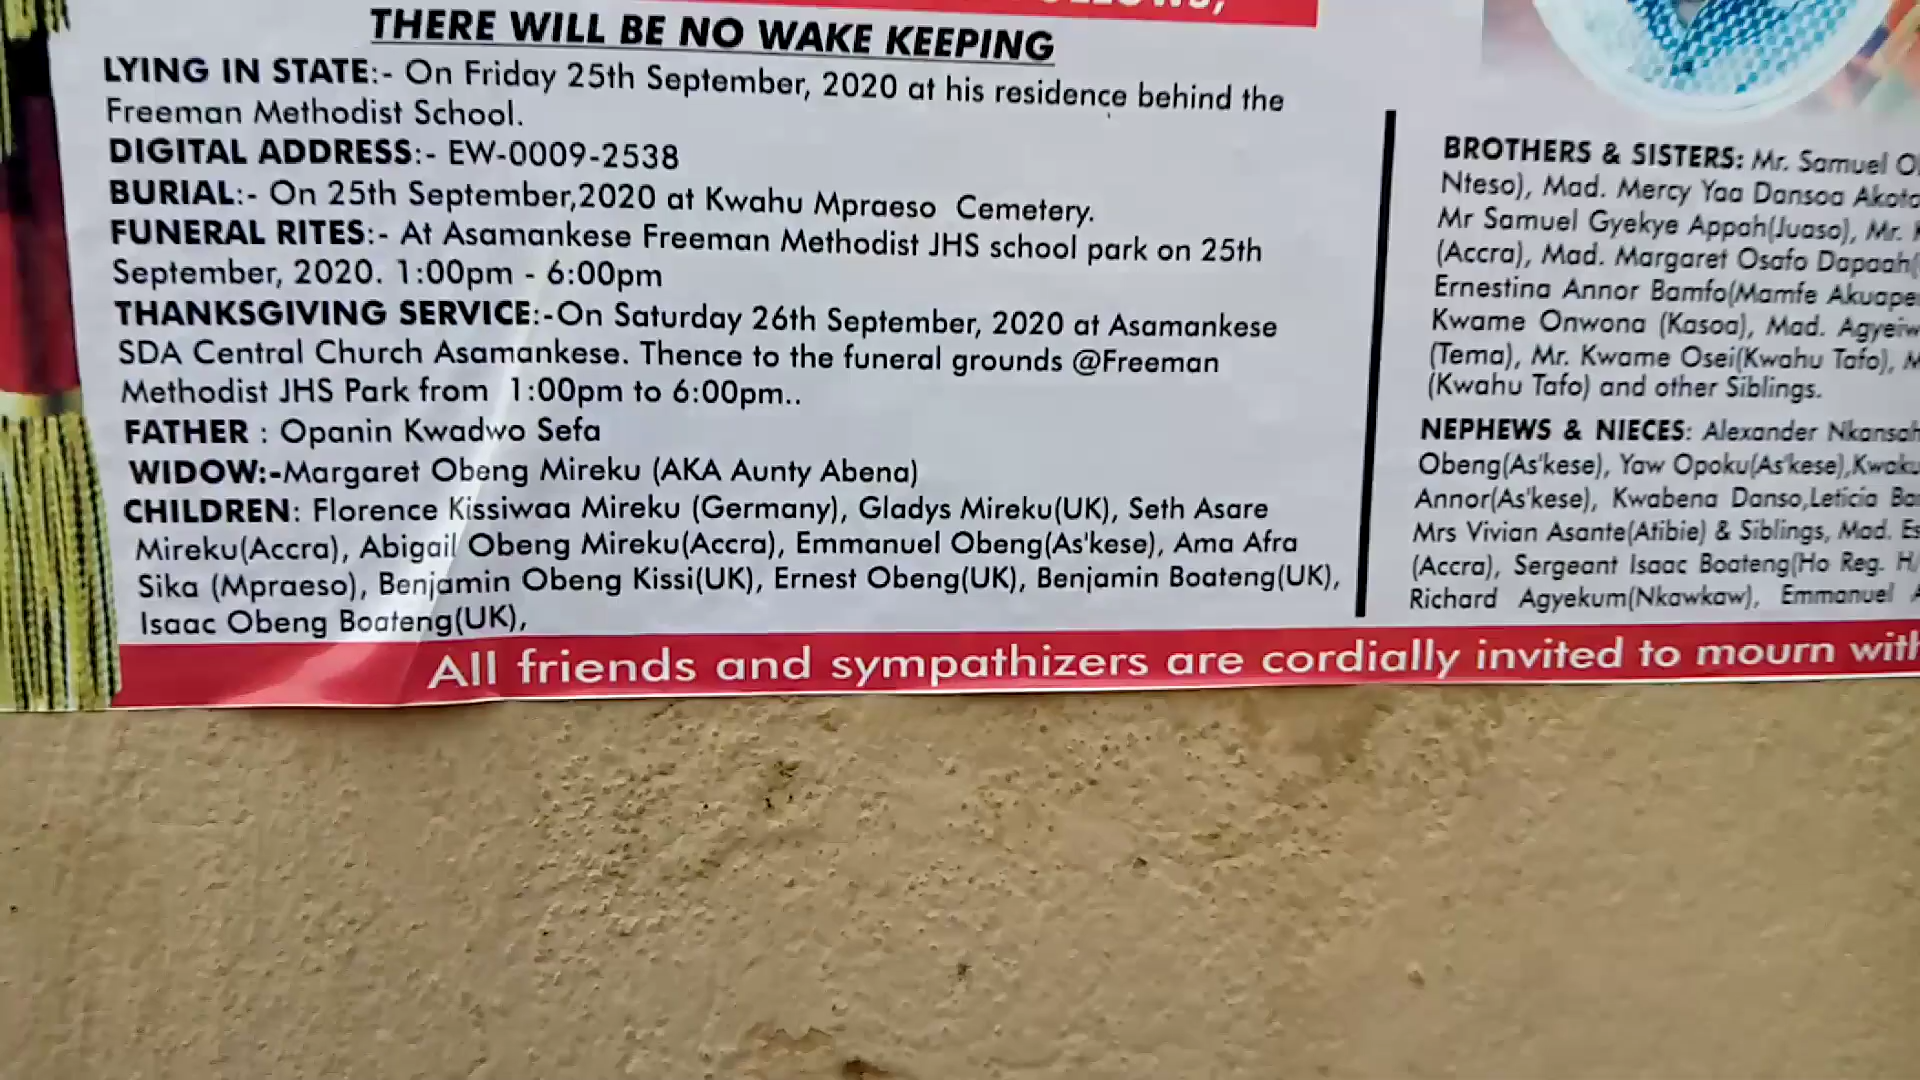 THERE WILL BE NO WAKE KEEPING
LYING IN STATE:- On Friday 25th September, 2020 at his residence behind the
Freeman Methodist School.
DIGITAL ADDRESS:- EW-0009-2538
BURIAL:- On 25th September,2020 at Kwahu Mpraeso Cemetery.
FUNERAL RITES:- At Asamankese Freeman Methodist JHS school park on 25th
September, 2020. 1:00pm - 6:00pm
THANKSGIVING SERVICE:-On Saturday 26th September, 2020 at Asamankese
SDA Central Church Asamankese. Thence to the funeral grounds @Freeman
Methodist JHS Park from 1:00pm to 6:00pm..
FATHER : Opanin Kwadwo Sefa
WIDOW:-Margaret Obeng Mireku (AKA Aunty Abena)
CHILDREN: Florence Kissiwaa Mireku (Germany), Gladys Mireku(UK), Seth Asare
Mireku(Accra), Abigail Obeng Mireku(Accra), Emmanuel Obeng(As'kese), Ama Afra
Sika (Mpraeso), Benjamin Obeng Kissi(UK), Ernest Obeng(UK), Benjamin Boateng(UK),
Isaac Obeng Boateng(UK),
BROTHERS & SISTERS: Mr. Samuel
Nteso), Mad. Mercy Yaa Dansoa
Mr Samuel Gyekye Appah(Juaso), Mr.
(Accra), Mad. Margaret Osafo Dapaah(
Ernestina Annor Bamfo(Mamfe
Kwame Onwona (Kasoa), Mad.
(Tema), Mr. Kwame Osei(Kwahu Tafo),
(Kwahu Tafo) and other Siblings.
NEPHEWS & NIECES: Alexander
Obeng(As'kese), Yaw Opoku(As'kese),
Annor(As'kese), Kwabena Danso,Leticia
Mrs Vivian Asante(Atibie) & Siblings, Mad.
(Accra), Sergeant Isaac Boateng(Ho Reg.
Richard Agyekum(Nkawkaw), Emmanuel
All friends and sympathizers are cordially invited to mourn with